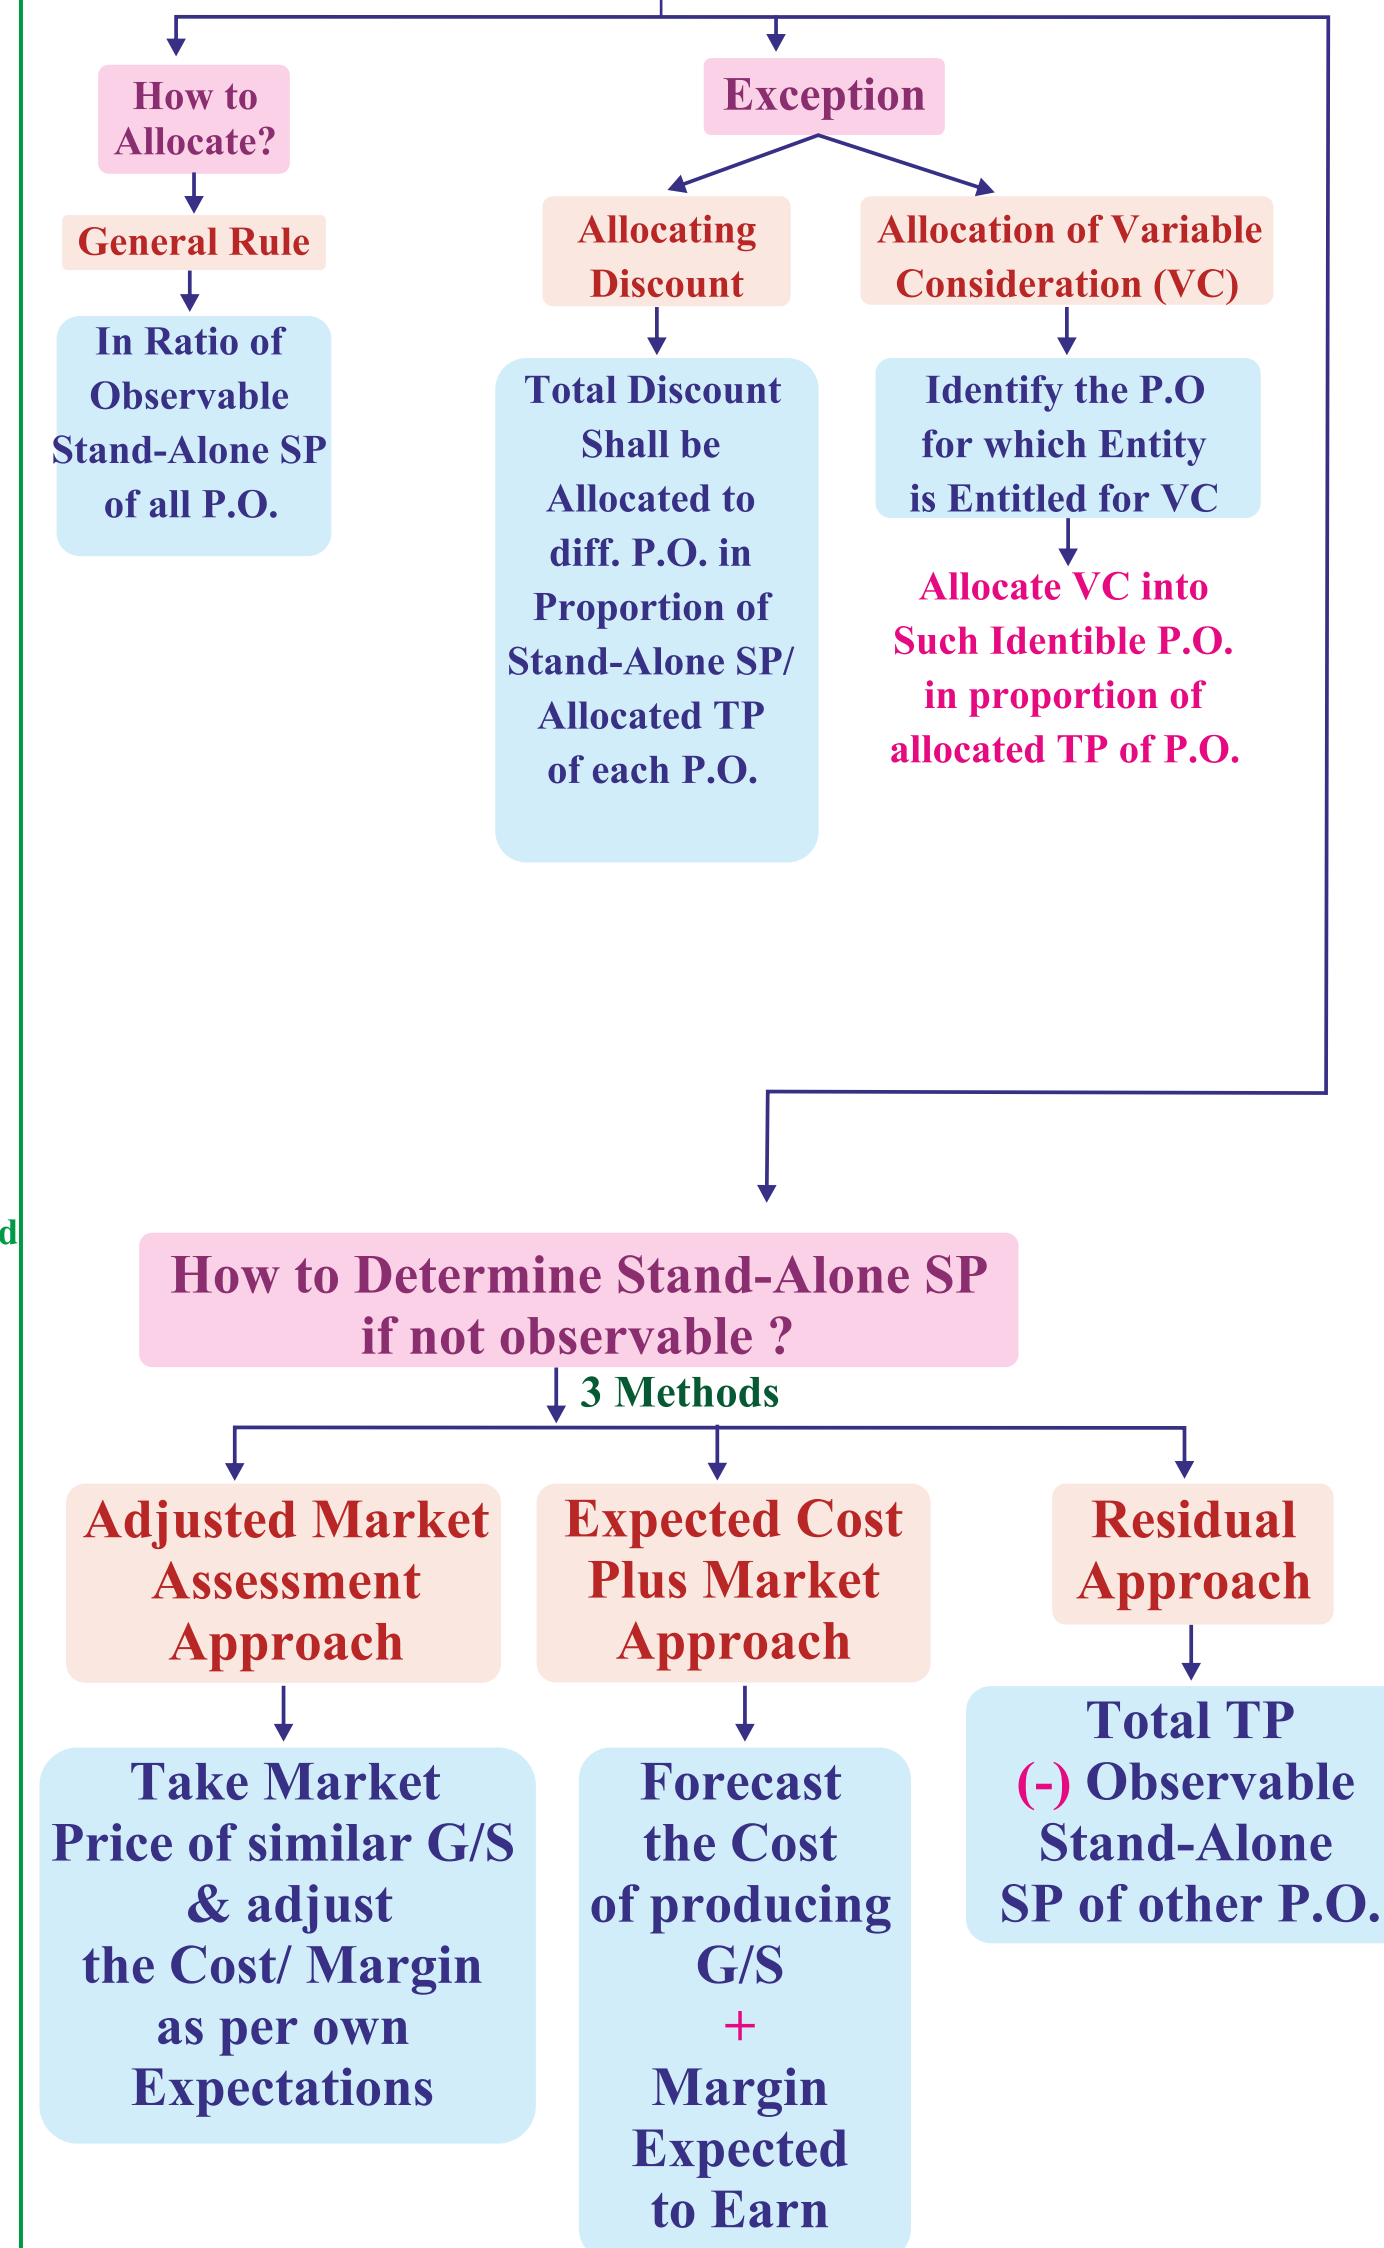 How to
Allocate?
General Rule
In Ratio of
Observable
Stand-Alone SP
of all P.O.
Exception
Allocating
Discount
Total Discount
Shall be
Allocated to
diff. P.O. in
Proportion of
Stand-Alone SP/
Allocated TP
of each P.O.
Allocation of Variable
Consideration (VC)
Identify the P.O
for which Entity
is Entitled for VC
Allocate VC into
Such Identible P.O.
in proportion of
allocated TP of P.O.
d
How to Determine Stand-Alone SP
if not observable ?
3 Methods
Adjusted Market
Assessment
Approach
Take Market
Price of similar G/S
& adjust
the Cost/ Margin
as per own
Expectations
Expected Cost
Plus Market
Approach
Forecast
the Cost
of producing
G/S
+
Margin
Expected
to Earn
Residual
Approach
Total TP
(-) Observable
Stand-Alone
SP of other P.O.